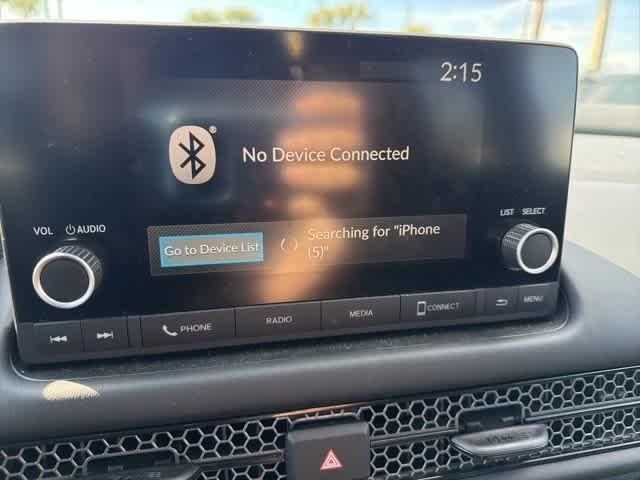 2:15
®
No Device Connected
VOL AUDIO
LIST SELECT
Go to Device List
Searching for "iPhone
(5)"
PHONE
RADIO
MEDIA
CONNECT
MENU